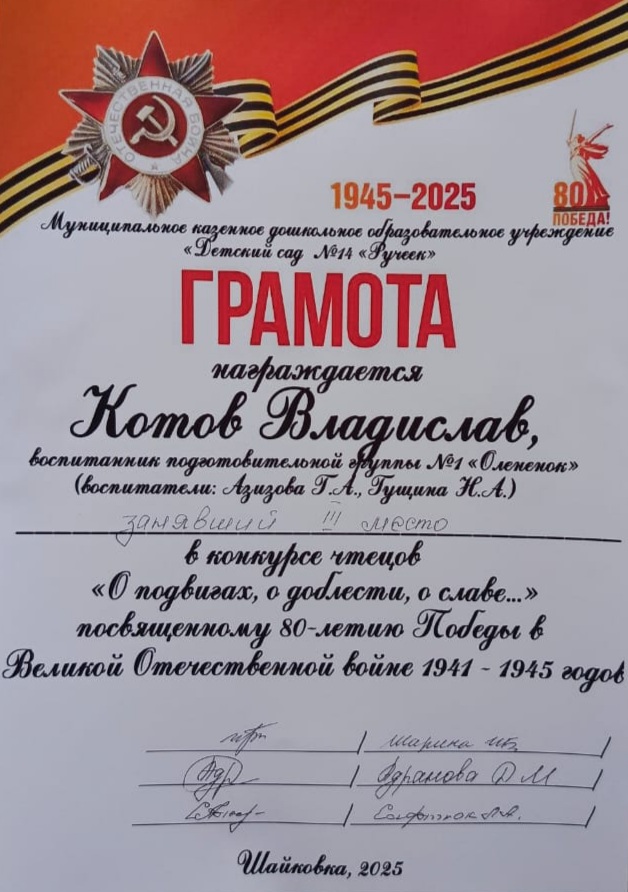 ОТЕЧЕСТВЕННАЯ ВОЙНА
1945–2025
80
ПОБЕДА!
Муниципальное казенное дошкольное образовательное учреждение
«Детский сад №14 «Ручеек»
ГРАМОТА
награждается
Котов Владислав,
воспитанник подготовительной группы №1 «Олененок»
(воспитатели: Азизова Г.А., Гущина Н.А.)
занявший III место
в конкурсе чтецов
«О подвигах, о доблести, о славе...»
посвященному 80-летию Победы в
Великой Отечественной войне 1941 - 1945 годов
/ /
/ Адранова Д М /
/ /
Шайковка, 2025